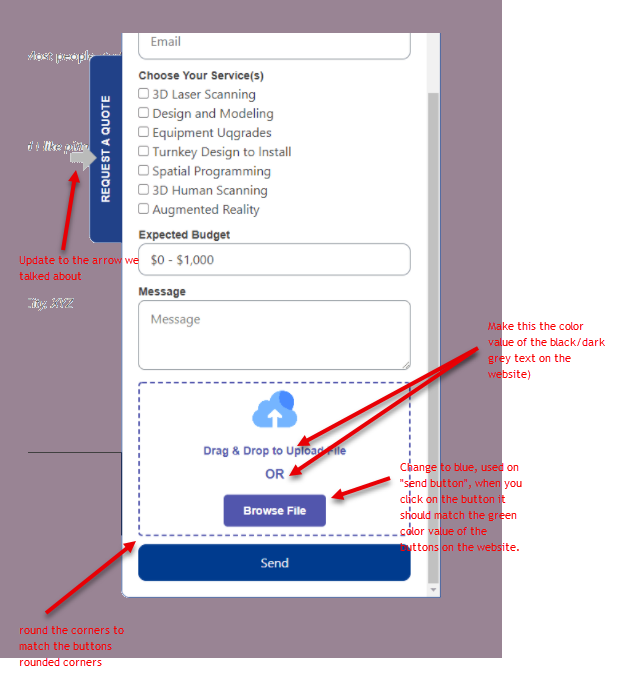 Email
Most people
Choose Your Service(s)
3D Laser Scanning
Design and Modeling
Equipment Uqgrades
Turnkey Design to Install
Spatial Programming
3D Human Scanning
Augmented Reality
REQUEST A QUOTE
I like
Update to the arrow we
talked about
Expected Budget
$0 - $1,000
Message
Message
Make this the color
value of the black/dark
grey text on the
website)
Drag & Drop to Upload File
OR
Browse File
Change to blue, used on
"send button", when you
click on the button it
should match the green
color value of the
buttons on the website.
Send
round the corners to
match the buttons
rounded corners